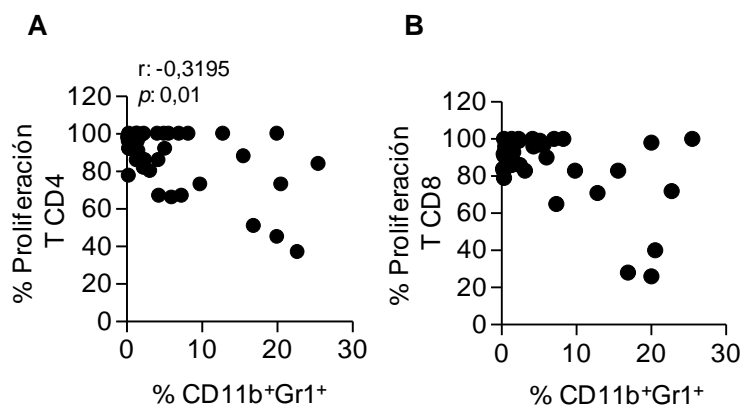 A
r: -0,3195
p: 0,01
% Proliferación
T CD4
120
100
80
60
40
20
0
0 10 20 30
% CD11b⁺Gr1⁺
B
% Proliferación
T CD8
120
100
80
60
40
20
0
0 10 20 30
% CD11b⁺Gr1⁺